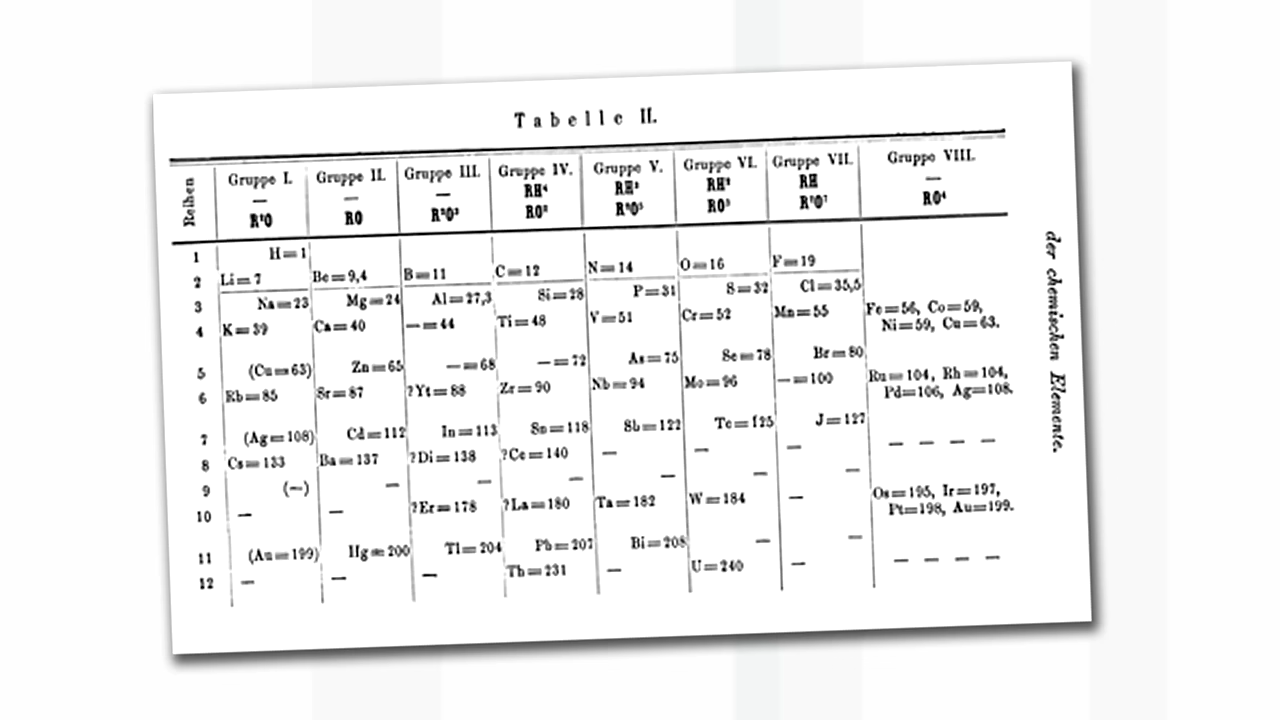 Tabelle II.
Reihen Gruppe I. Gruppe II. Gruppe III. Gruppe IV. Gruppe V. Gruppe VI. Gruppe VII. Gruppe VIII.
— — — RH⁴ RH³ RH² RH —
R²O RO R²O³ RO² R²O⁵ RO³ R²O⁷ RO⁴
1 H=1
2 Li=7 Be=9,4 B=11 C=12 N=14 O=16 F=19
3 Na=23 Mg=24 Al=27,3 Si=28 P=31 S=32 Cl=35,5
4 K=39 Ca=40 —=44 Ti=48 V=51 Cr=52 Mn=55 Fe=56, Co=59,
Ni=59, Cu=63.
5 (Cu=63) Zn=65 —=68 —=72 As=75 Se=78 Br=80
6 Rb=85 Sr=87 ?Yt=88 Zr=90 Nb=94 Mo=96 —=100 Ru=104, Rh=104,
Pd=106, Ag=108.
7 (Ag=108) Cd=112 In=113 Sn=118 Sb=122 Te=125 J=127
8 Cs=133 Ba=137 ?Di=138 ?Ce=140 — — — — — — —
9 (—) — — — — — —
10 — — ?Er=178 ?La=180 Ta=182 W=184 — Os=195, Ir=197,
Pt=198, Au=199.
11 (Au=199) Hg=200 Tl=204 Pb=207 Bi=208 — —
12 — — — Th=231 — U=240 — — — — —
der chemischen Elemente.